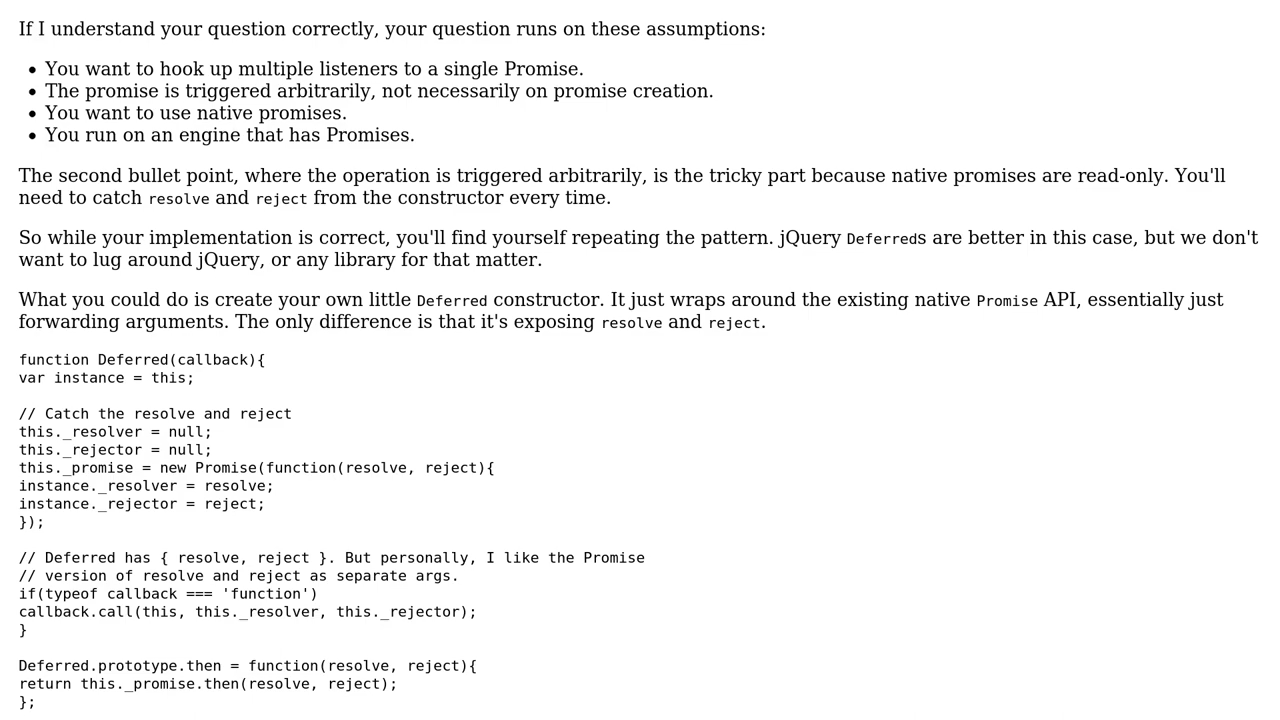 If I understand your question correctly, your question runs on these assumptions:
• You want to hook up multiple listeners to a single Promise.
• The promise is triggered arbitrarily, not necessarily on promise creation.
• You want to use native promises.
• You run on an engine that has Promises.
The second bullet point, where the operation is triggered arbitrarily, is the tricky part because native promises are read-only. You'll
need to catch resolve and reject from the constructor every time.
So while your implementation is correct, you'll find yourself repeating the pattern. jQuery Deferreds are better in this case, but we don't
want to lug around jQuery, or any library for that matter.
What you could do is create your own little Deferred constructor. It just wraps around the existing native Promise API, essentially just
forwarding arguments. The only difference is that it's exposing resolve and reject.
function Deferred(callback){
var instance = this;
// Catch the resolve and reject
this._resolver = null;
this._rejector = null;
this._promise = new Promise(function(resolve, reject){
instance._resolver = resolve;
instance._rejector = reject;
});
// Deferred has { resolve, reject }. But personally, I like the Promise
// version of resolve and reject as separate args.
if(typeof callback === 'function')
callback.call(this, this._resolver, this._rejector);
}
Deferred.prototype.then = function(resolve, reject){
return this._promise.then(resolve, reject);
};